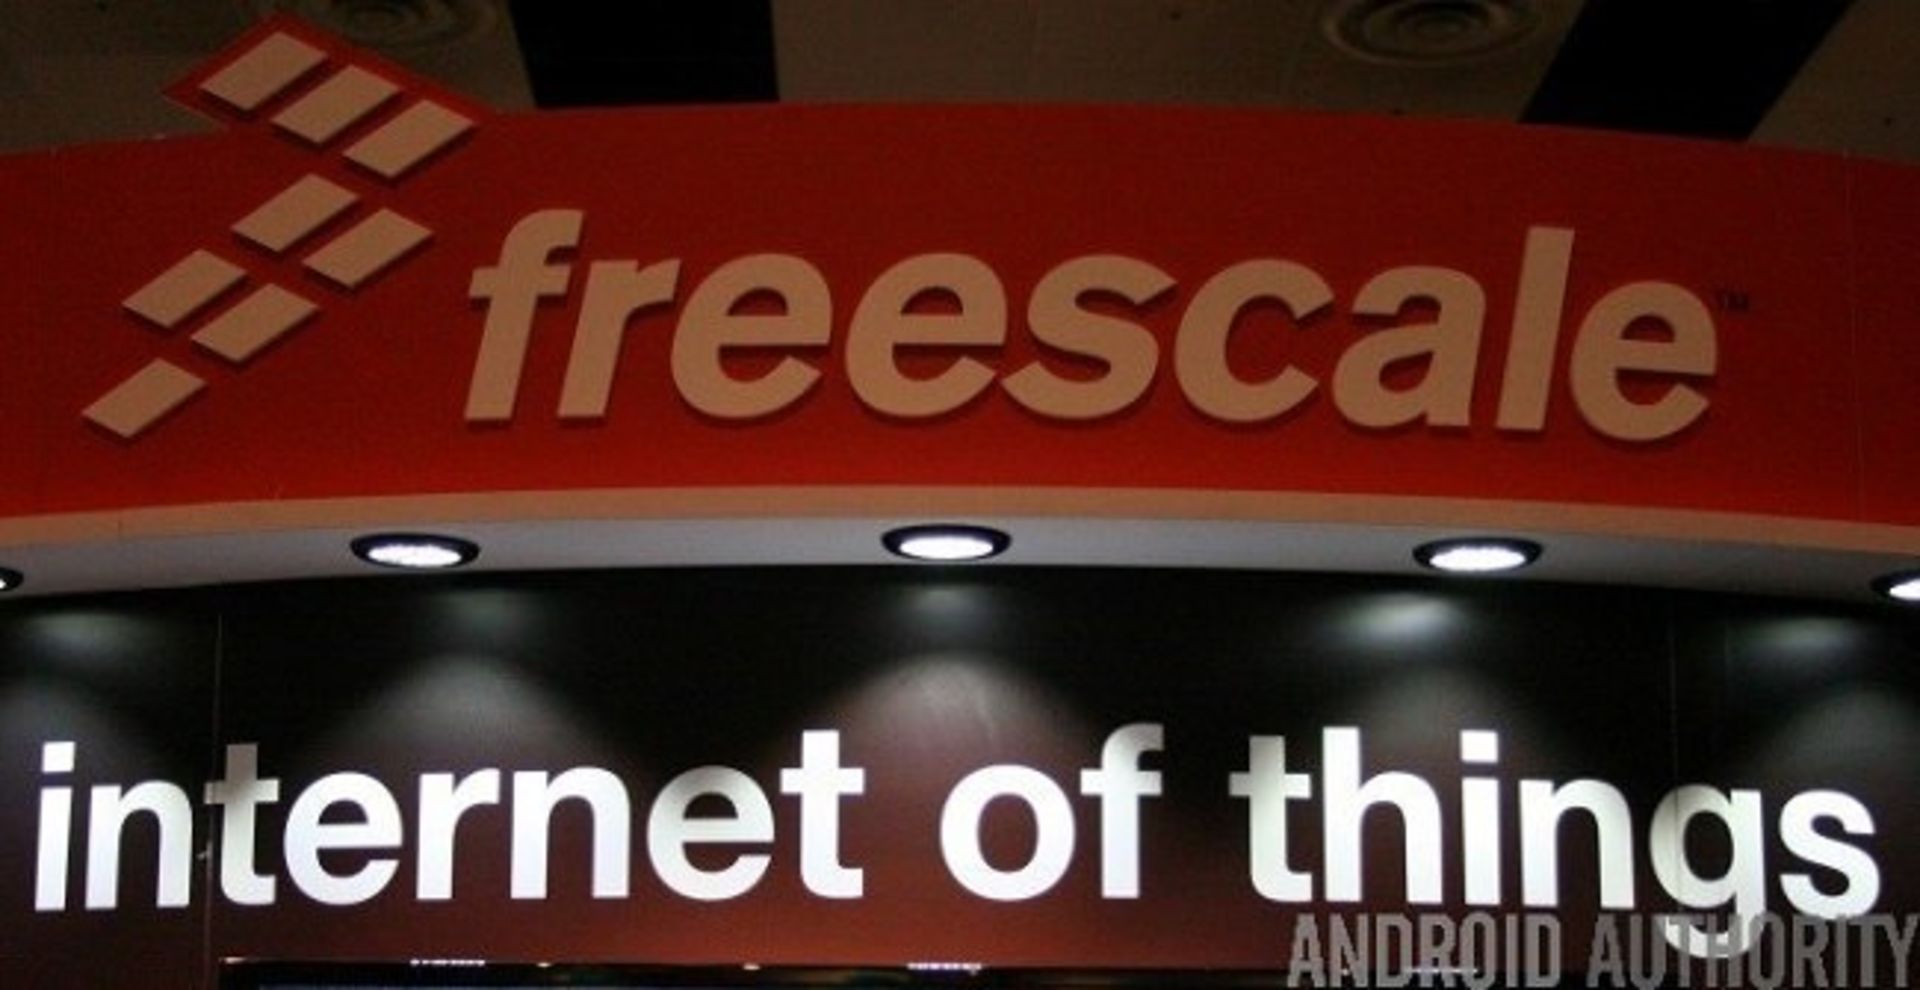 freescale™
internet of things
ANDROID AUTHORITY